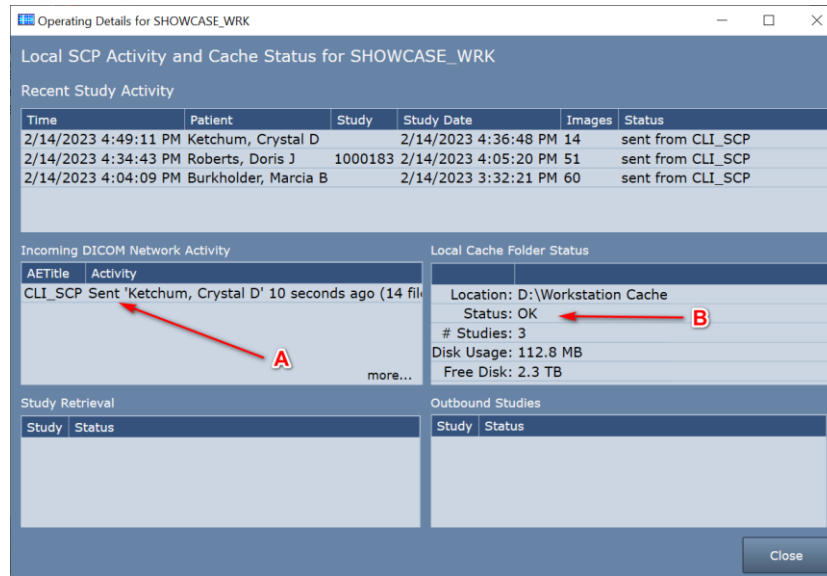 Operating Details for SHOWCASE_WRK
Local SCP Activity and Cache Status for SHOWCASE_WRK
Recent Study Activity
Time Patient Study Study Date Images Status
2/14/2023 4:49:11 PM Ketchum, Crystal D 2/14/2023 4:36:48 PM 14 sent from CLI_SCP
2/14/2023 4:34:43 PM Roberts, Doris J 1000183 2/14/2023 4:05:20 PM 51 sent from CLI_SCP
2/14/2023 4:04:09 PM Burkholder, Marcia B 2/14/2023 3:32:21 PM 60 sent from CLI_SCP
Incoming DICOM Network Activity
AETitle Activity
CLI_SCP Sent 'Ketchum, Crystal D' 10 seconds ago (14 fil
A
more...
Local Cache Folder Status
Location: D:\Workstation Cache
Status: OK
B
# Studies: 3
Disk Usage: 112.8 MB
Free Disk: 2.3 TB
Study Retrieval
Study Status
Outbound Studies
Study Status
Close